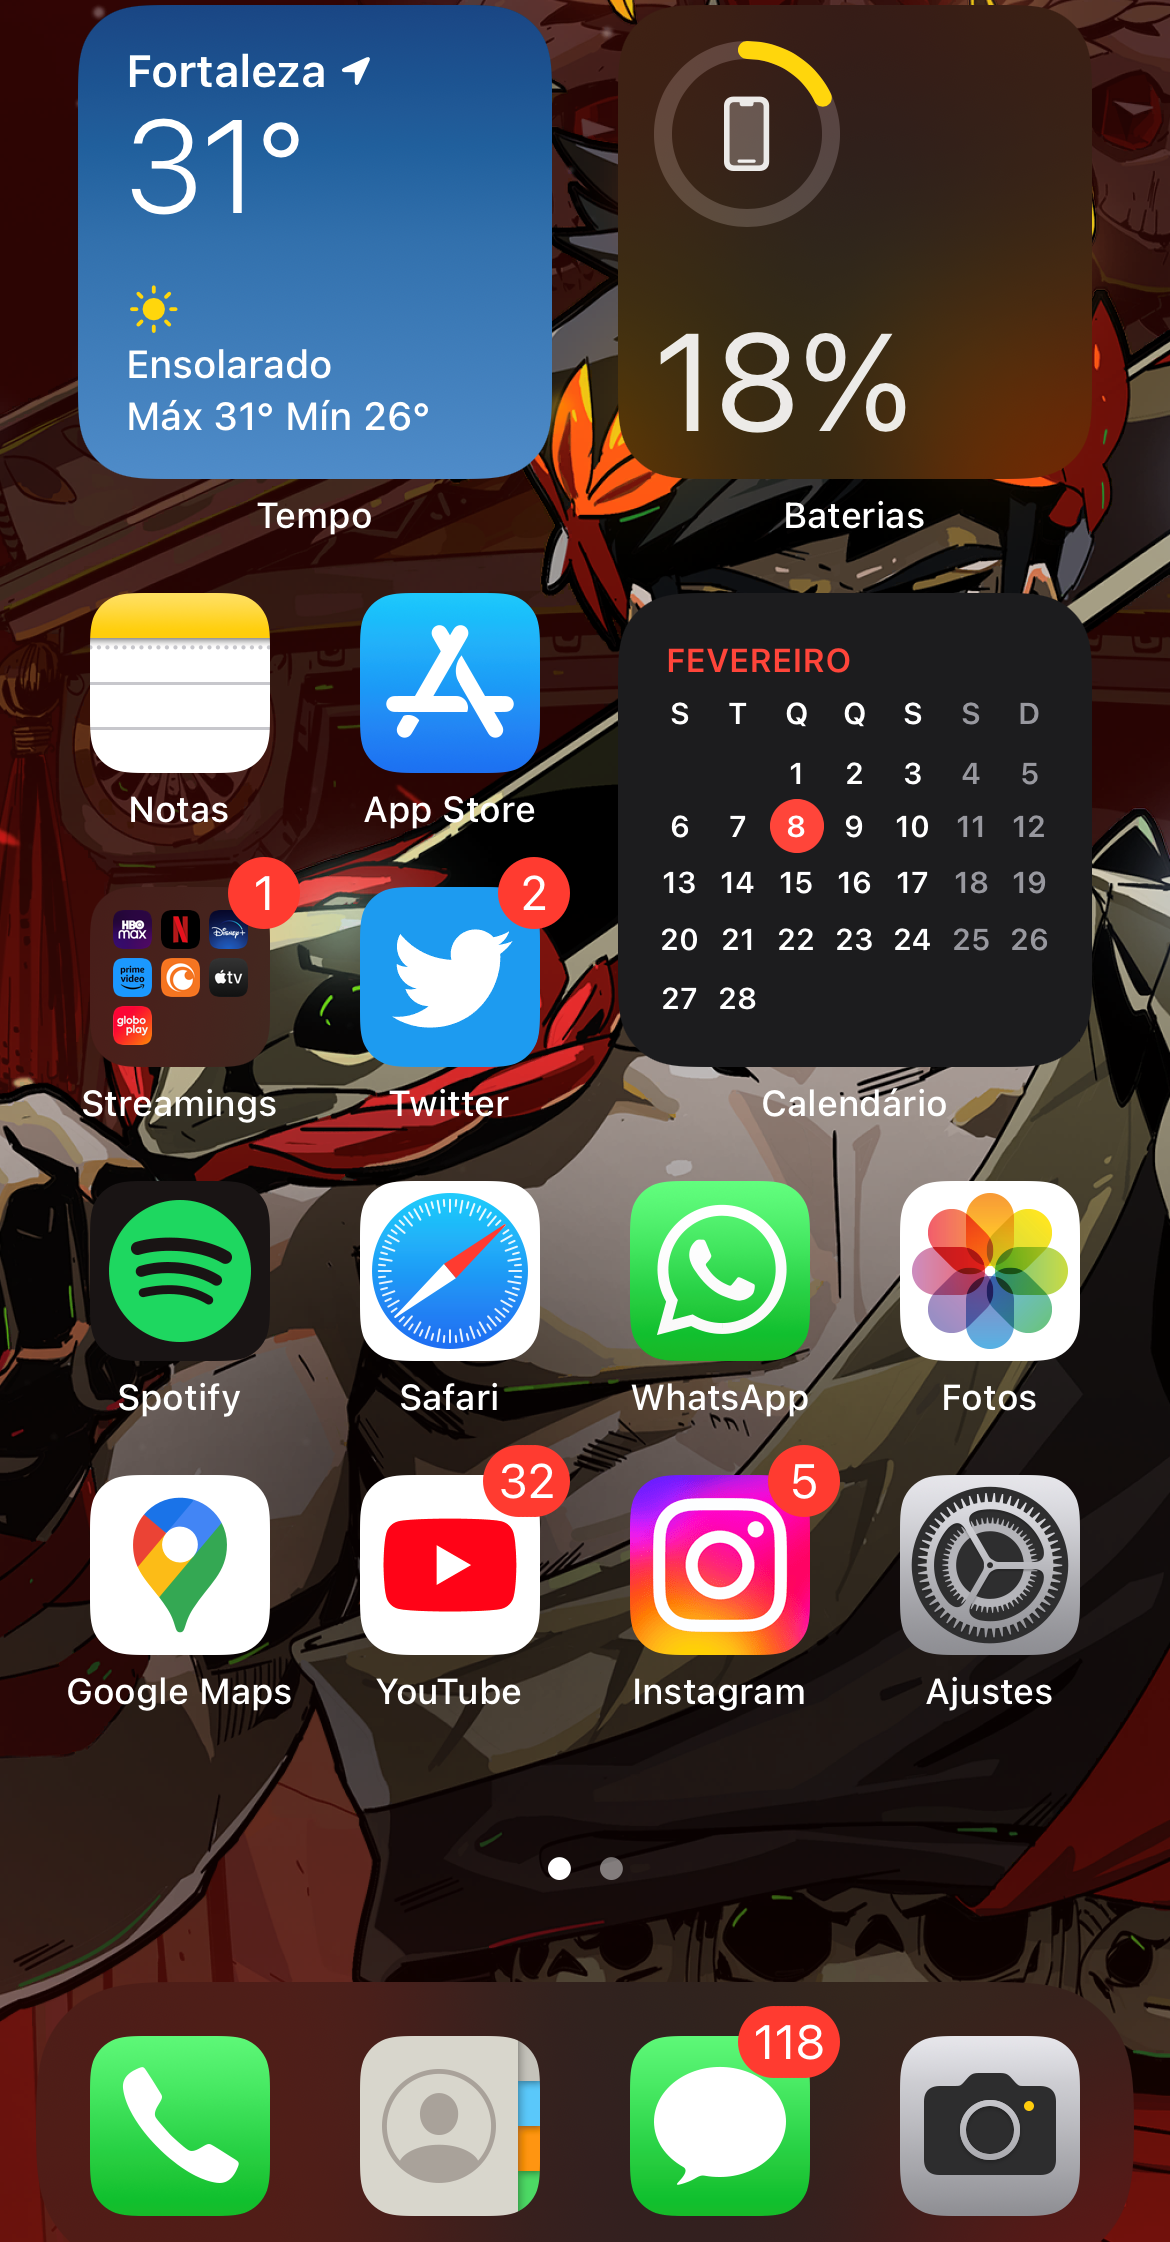 Fortaleza
31°
Ensolarado
Máx 31° Mín 26°
Tempo
18%
Baterias
Notas
App Store
FEVEREIRO
S T Q Q S S D
1 2 3 4 5
6 7 8 9 10 11 12
13 14 15 16 17 18 19
20 21 22 23 24 25 26
27 28
Calendário
1
HBO
max
N
Disney+
prime
video
tv
globo
play
Streamings
2
Twitter
Spotify
Safari
WhatsApp
Fotos
Google Maps
32
YouTube
5
Instagram
Ajustes
118